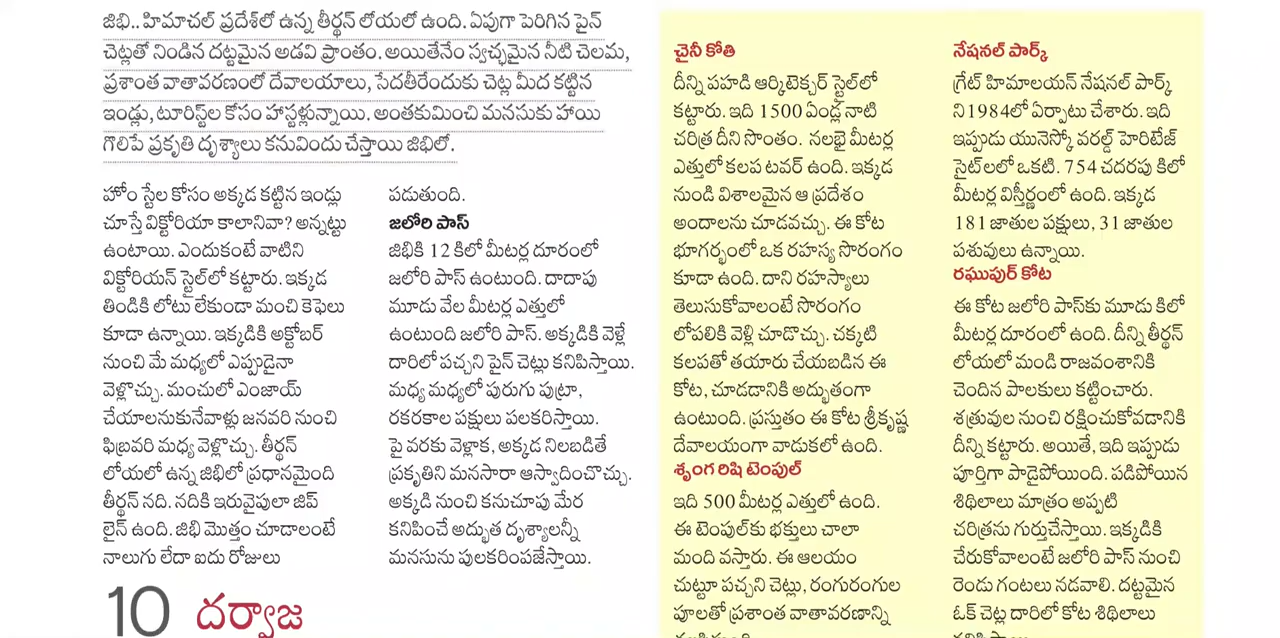 జిభి.. హిమాచల్ ప్రదేశ్‌లో ఉన్న తీర్థన్ లోయలో ఉంది. ఏపుగా పెరిగిన పైన్
చెట్లతో నిండిన దట్టమైన అడవి ప్రాంతం. అయితేనేం స్వచ్ఛమైన నీటి చెలమ,
ప్రశాంత వాతావరణంలో దేవాలయాలు, సేదతీరేందుకు చెట్ల మీద కట్టిన
ఇండ్లు, టూరిస్ట్‌ల కోసం హాస్టళ్లున్నాయి. అంతకుమించి మనసుకు హాయి
గొలిపే ప్రకృతి దృశ్యాలు కనువిందు చేస్తాయి జిభిలో.
హోం స్టేల కోసం అక్కడ కట్టిన ఇండ్లు
చూస్తే విక్టోరియా కాలానివా? అన్నట్టు
ఉంటాయి. ఎందుకంటే వాటిని
విక్టోరియన్ స్టైల్‌లో కట్టారు. ఇక్కడ
తిండికి లోటు లేకుండా మంచి కెఫెలు
కూడా ఉన్నాయి. ఇక్కడికి అక్టోబర్
నుంచి మే మధ్యలో ఎప్పుడైనా
వెళ్లొచ్చు. మంచులో ఎంజాయ్
చేయాలనుకునేవాళ్లు జనవరి నుంచి
ఫిబ్రవరి మధ్య వెళ్లొచ్చు. తీర్థన్
లోయలో ఉన్న జిభిలో ప్రధానమైంది
తీర్థన్ నది. నదికి ఇరువైపులా జిప్
లైన్ ఉంది. జిభి మొత్తం చూడాలంటే
నాలుగు లేదా ఐదు రోజులు
పడుతుంది.
జలోరి పాస్
జిభికి 12 కిలో మీటర్ల దూరంలో
జలోరి పాస్ ఉంటుంది. దాదాపు
మూడు వేల మీటర్ల ఎత్తులో
ఉంటుంది జలోరి పాస్. అక్కడికి వెళ్లే
దారిలో పచ్చని పైన్ చెట్లు కనిపిస్తాయి.
మధ్య మధ్యలో పురుగు పుట్రా,
రకరకాల పక్షులు పలకరిస్తాయి.
పై వరకు వెళ్లాక, అక్కడ నిలబడితే
ప్రకృతిని మనసారా ఆస్వాదించొచ్చు.
అక్కడి నుంచి కనుచూపు మేర
కనిపించే అద్భుత దృశ్యాలన్నీ
మనసును పులకరింపజేస్తాయి.
చైనీ కోతి
దీన్ని పహడి ఆర్కిటెక్చర్ స్టైల్‌లో
కట్టారు. ఇది 1500 ఏండ్ల నాటి
చరిత్ర దీని సొంతం. నలభై మీటర్ల
ఎత్తులో కలప టవర్ ఉంది. ఇక్కడ
నుండి విశాలమైన ఆ ప్రదేశం
అందాలను చూడవచ్చు. ఈ కోట
భూగర్భంలో ఒక రహస్య సొరంగం
కూడా ఉంది. దాని రహస్యాలు
తెలుసుకోవాలంటే సొరంగం
లోపలికి వెళ్లి చూడొచ్చు. చక్కటి
కలపతో తయారు చేయబడిన ఈ
కోట, చూడడానికి అద్భుతంగా
ఉంటుంది. ప్రస్తుతం ఈ కోట శ్రీకృష్ణ
దేవాలయంగా వాడుకలో ఉంది.
శృంగ రిషి టెంపుల్
ఇది 500 మీటర్ల ఎత్తులో ఉంది.
ఈ టెంపుల్‌కు భక్తులు చాలా
మంది వస్తారు. ఈ ఆలయం
చుట్టూ పచ్చని చెట్లు, రంగురంగుల
పూలతో ప్రశాంత వాతావరణాన్ని
నేషనల్ పార్క్
గ్రేట్ హిమాలయన్ నేషనల్ పార్క్
ని1984లో ఏర్పాటు చేశారు. ఇది
ఇప్పుడు యునెస్కో వరల్డ్ హెరిటేజ్
సైట్‌లలో ఒకటి. 754 చదరపు కిలో
మీటర్ల విస్తీర్ణంలో ఉంది. ఇక్కడ
181 జాతుల పక్షులు, 31 జాతుల
పశువులు ఉన్నాయి.
రఘుపుర్ కోట
ఈ కోట జలోరి పాస్‌కు మూడు కిలో
మీటర్ల దూరంలో ఉంది. దీన్ని తీర్థన్
లోయలో మండి రాజవంశానికి
చెందిన పాలకులు కట్టించారు.
శత్రువుల నుంచి రక్షించుకోవడానికి
దీన్ని కట్టారు. అయితే, ఇది ఇప్పుడు
పూర్తిగా పాడైపోయింది. పడిపోయిన
శిథిలాలు మాత్రం అప్పటి
చరిత్రను గుర్తుచేస్తాయి. ఇక్కడికి
చేరుకోవాలంటే జలోరి పాస్ నుంచి
రెండు గంటలు నడవాలి. దట్టమైన
ఓక్ చెట్ల దారిలో కోట శిథిలాలు
10 దర్వాజ